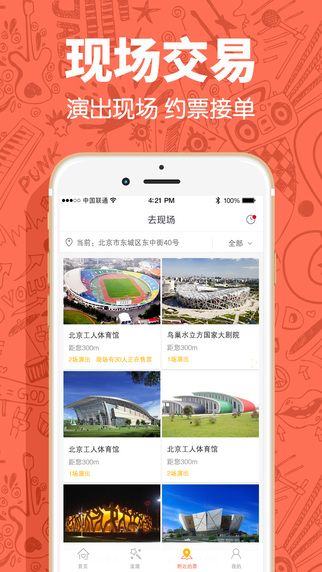 现场交易
演出现场 约票接单
中国联通
4:21 PM
100%
去现场
当前：北京市东城区东中街40号
全部
北京工人体育馆
距您300m
2场演出 现场有30人正在售票
鸟巢水立方国家大剧院
距您300m
1场演出
北京工人体育馆
距您300m
1场演出
北京工人体育馆
距您300m
4场演出
首页
发现
附近的票
我的
PUNK